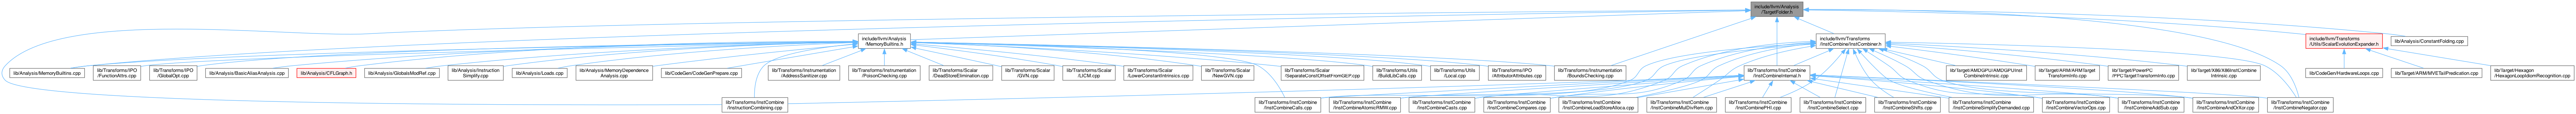 include/llvm/Analysis
/TargetFolder.h
include/llvm/Analysis
/MemoryBuiltins.h
include/llvm/Transforms
/InstCombine/InstCombiner.h
include/llvm/Transforms
/Utils/ScalarEvolutionExpander.h
lib/Analysis/ConstantFolding.cpp
lib/Analysis/MemoryBuiltins.cpp
lib/Transforms/IPO
/FunctionAttrs.cpp
lib/Transforms/IPO
/GlobalOpt.cpp
lib/Analysis/BasicAliasAnalysis.cpp
lib/Analysis/CFLGraph.h
lib/Analysis/GlobalsModRef.cpp
lib/Analysis/Instruction
Simplify.cpp
lib/Analysis/Loads.cpp
lib/Analysis/MemoryDependence
Analysis.cpp
lib/CodeGen/CodeGenPrepare.cpp
lib/Transforms/Instrumentation
/AddressSanitizer.cpp
lib/Transforms/Instrumentation
/PoisonChecking.cpp
lib/Transforms/Scalar
/DeadStoreElimination.cpp
lib/Transforms/Scalar
/GVN.cpp
lib/Transforms/Scalar
/LICM.cpp
lib/Transforms/Scalar
/LowerConstantIntrinsics.cpp
lib/Transforms/Scalar
/NewGVN.cpp
lib/Transforms/Scalar
/SeparateConstOffsetFromGEP.cpp
lib/Transforms/Utils
/BuildLibCalls.cpp
lib/Transforms/Utils
/Local.cpp
lib/Transforms/IPO
/AttributorAttributes.cpp
lib/Transforms/Instrumentation
/BoundsChecking.cpp
lib/Transforms/InstCombine
/InstCombineInternal.h
lib/Target/AMDGPU/AMDGPUInst
CombineIntrinsic.cpp
lib/Target/ARM/ARMTarget
TransformInfo.cpp
lib/Target/PowerPC
/PPCTargetTransformInfo.cpp
lib/Target/X86/X86InstCombine
Intrinsic.cpp
lib/CodeGen/HardwareLoops.cpp
lib/Target/ARM/MVETailPredication.cpp
lib/Target/Hexagon
/HexagonLoopIdiomRecognition.cpp
lib/Transforms/InstCombine
/InstructionCombining.cpp
lib/Transforms/InstCombine
/InstCombineCalls.cpp
lib/Transforms/InstCombine
/InstCombineAtomicRMW.cpp
lib/Transforms/InstCombine
/InstCombineCasts.cpp
lib/Transforms/InstCombine
/InstCombineCompares.cpp
lib/Transforms/InstCombine
/InstCombineLoadStoreAlloca.cpp
lib/Transforms/InstCombine
/InstCombineMulDivRem.cpp
lib/Transforms/InstCombine
/InstCombinePHI.cpp
lib/Transforms/InstCombine
/InstCombineSelect.cpp
lib/Transforms/InstCombine
/InstCombineShifts.cpp
lib/Transforms/InstCombine
/InstCombineSimplifyDemanded.cpp
lib/Transforms/InstCombine
/InstCombineVectorOps.cpp
lib/Transforms/InstCombine
/InstCombineAddSub.cpp
lib/Transforms/InstCombine
/InstCombineAndOrXor.cpp
lib/Transforms/InstCombine
/InstCombineNegator.cpp